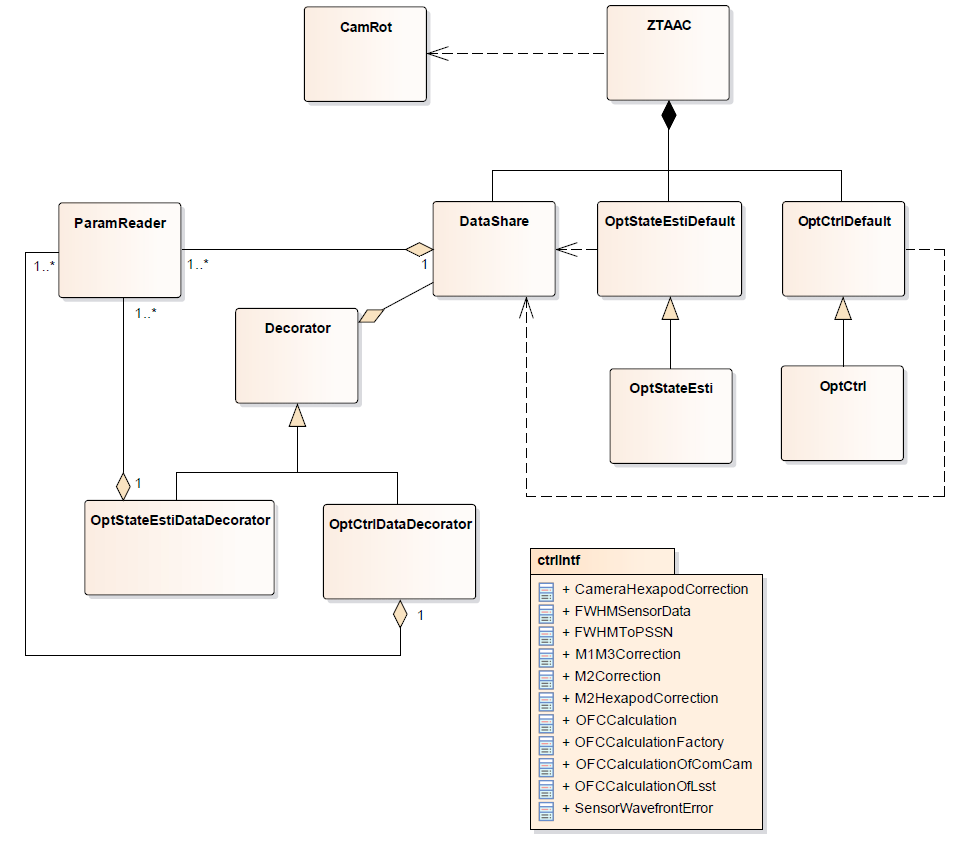 CamRot
ZTAAC
ParamReader
DataShare
OptStateEstiDefault
OptCtrlDefault
1..*
1..*
1
1..*
Decorator
OptStateEsti
OptCtrl
1
OptStateEstiDataDecorator
OptCtrlDataDecorator
1
ctrlIntf
+ CameraHexapodCorrection
+ FWHMSensorData
+ FWHMToPSSN
+ M1M3Correction
+ M2Correction
+ M2HexapodCorrection
+ OFCCalculation
+ OFCCalculationFactory
+ OFCCalculationOfComCam
+ OFCCalculationOfLsst
+ SensorWavefrontError